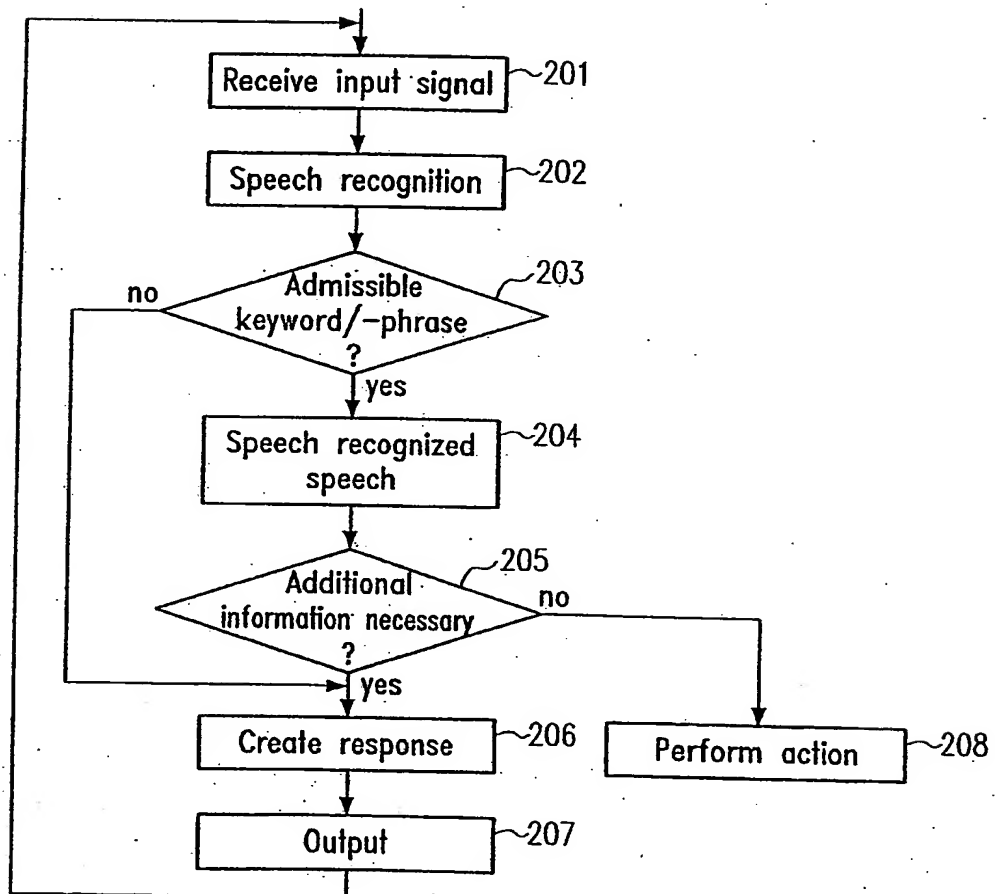 Receive input signal
201
Speech recognition
202
Admissible
keyword/-phrase
?
203
no
yes
Speech recognized
speech
204
Additional
information necessary
?
205
no
yes
Create response
206
Perform action
208
Output
207